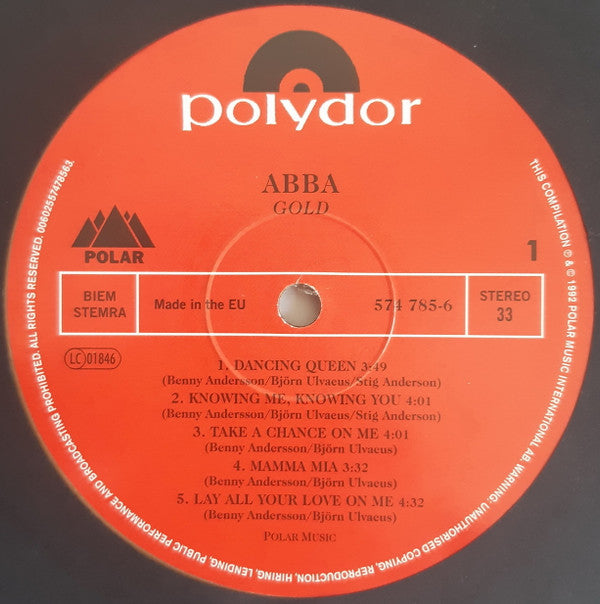 polydor
ABBA
GOLD
POLAR
1
BIEM
STEMRA
Made in the EU
574 785-6
STEREO
33
LC 01846
1. DANCING QUEEN 3:49
(Benny Andersson/Björn Ulvaeus/Stig Anderson)
2. KNOWING ME, KNOWING YOU 4:01
(Benny Andersson/Björn Ulvaeus/Stig Anderson)
3. TAKE A CHANCE ON ME 4:01
(Benny Andersson/Björn Ulvaeus)
4. MAMMA MIA 3:32
(Benny Andersson/Björn Ulvaeus)
5. LAY ALL YOUR LOVE ON ME 4:32
(Benny Andersson/Björn Ulvaeus)
POLAR MUSIC
THIS COMPILATION ℗ & © 1992 POLAR MUSIC INTERNATIONAL AB. WARNING: UNAUTHORISED COPYING, REPRODUCTION, HIRING, LENDING, PUBLIC PERFORMANCE AND BROADCASTING PROHIBITED. ALL RIGHTS RESERVED. 00602557478563.